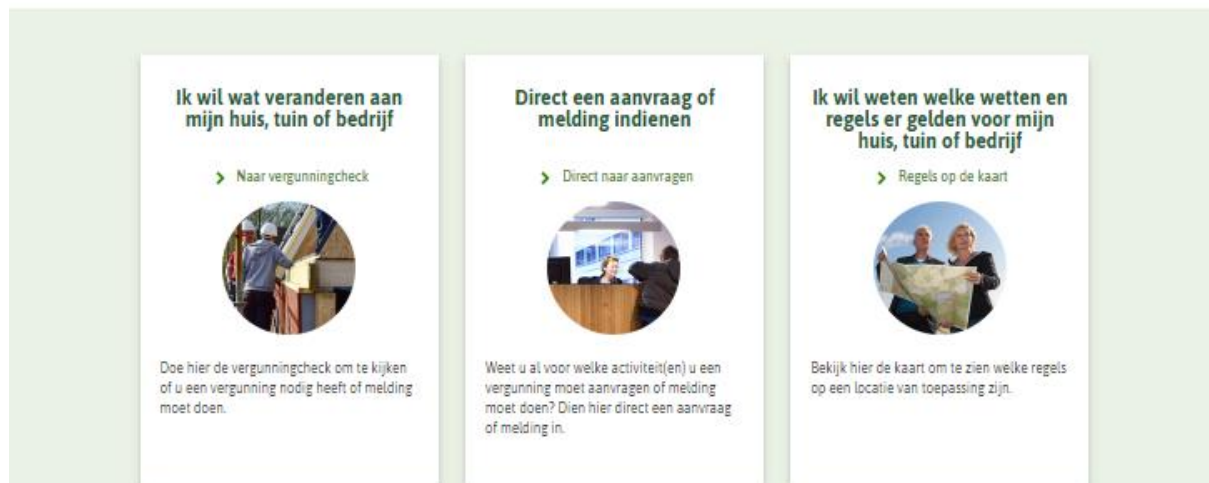 Ik wil wat veranderen aan
mijn huis, tuin of bedrijf
Naar vergunningcheck
Doe hier de vergunningcheck om te kijken
of u een vergunning nodig heeft of melding
moet doen.
Direct een aanvraag of
melding indienen
Direct naar aanvragen
Weet u al voor welke activiteit(en) u een
vergunning moet aanvragen of melding
moet doen? Dien hier direct een aanvraag
of melding in.
Ik wil weten welke wetten en
regels er gelden voor mijn
huis, tuin of bedrijf
Regels op de kaart
Bekijk hier de kaart om te zien welke regels
op een locatie van toepassing zijn.